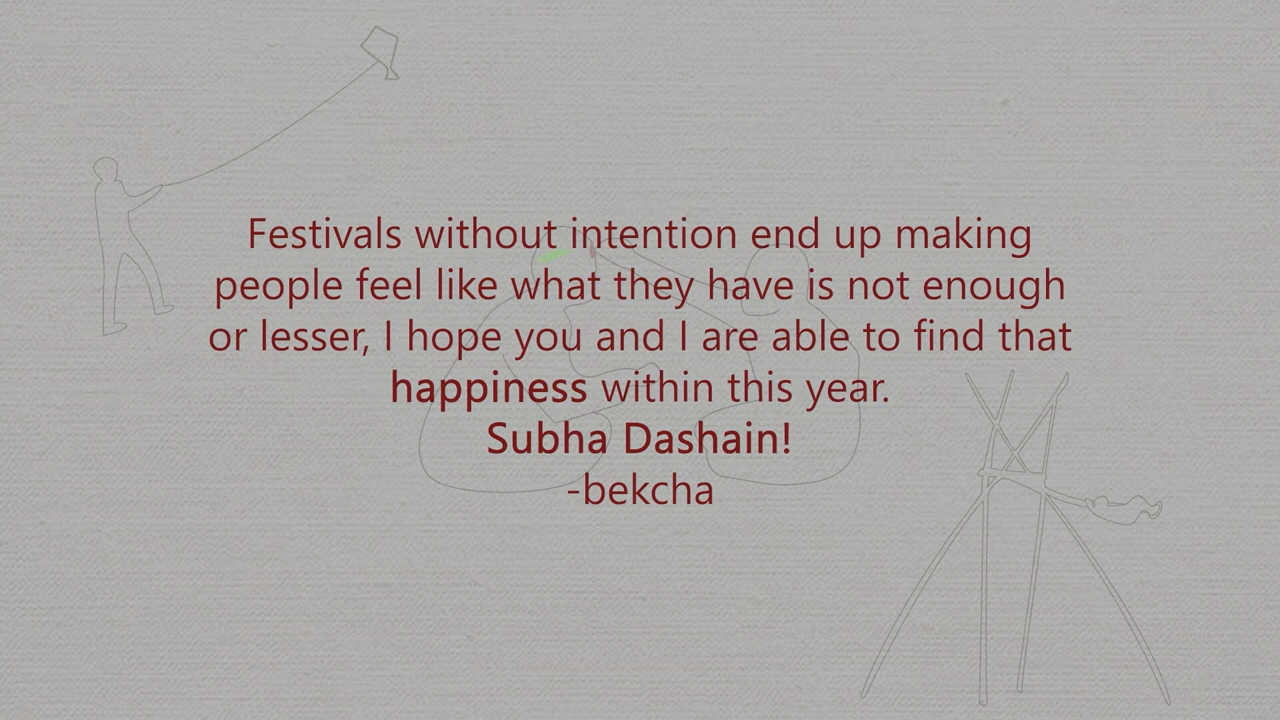 Festivals without intention end up making
people feel like what they have is not enough
or lesser, I hope you and I are able to find that
happiness within this year.
Subha Dashain!
-bekcha